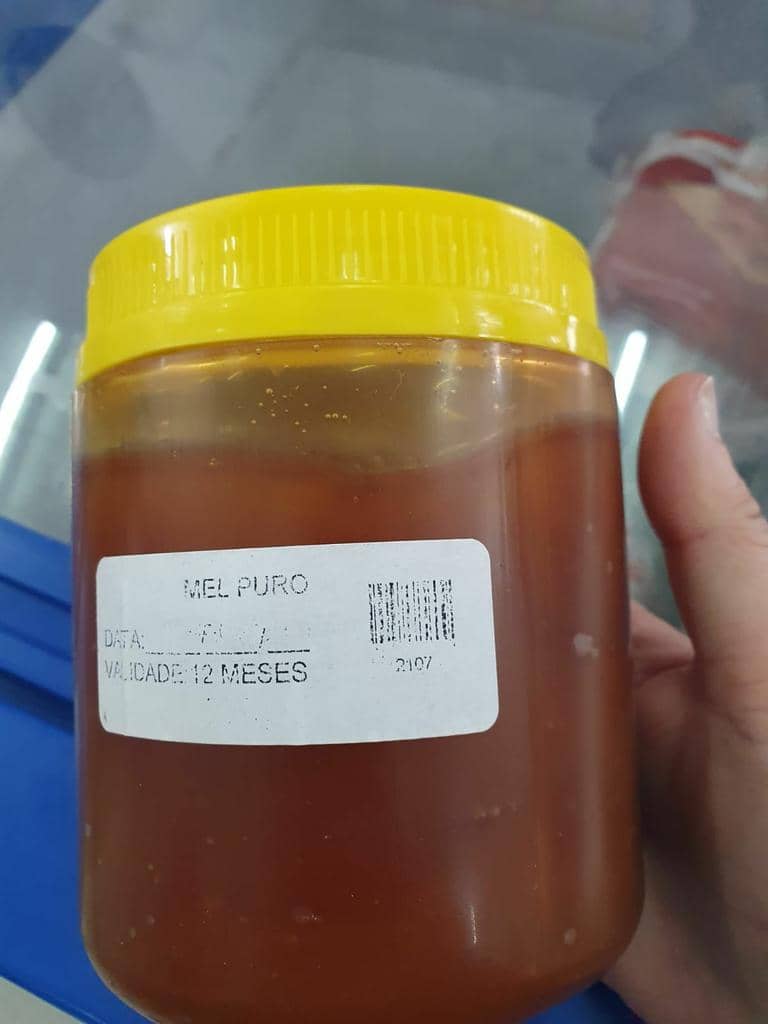 MEL PURO
DATA:
VALIDADE:12 MESES
2107